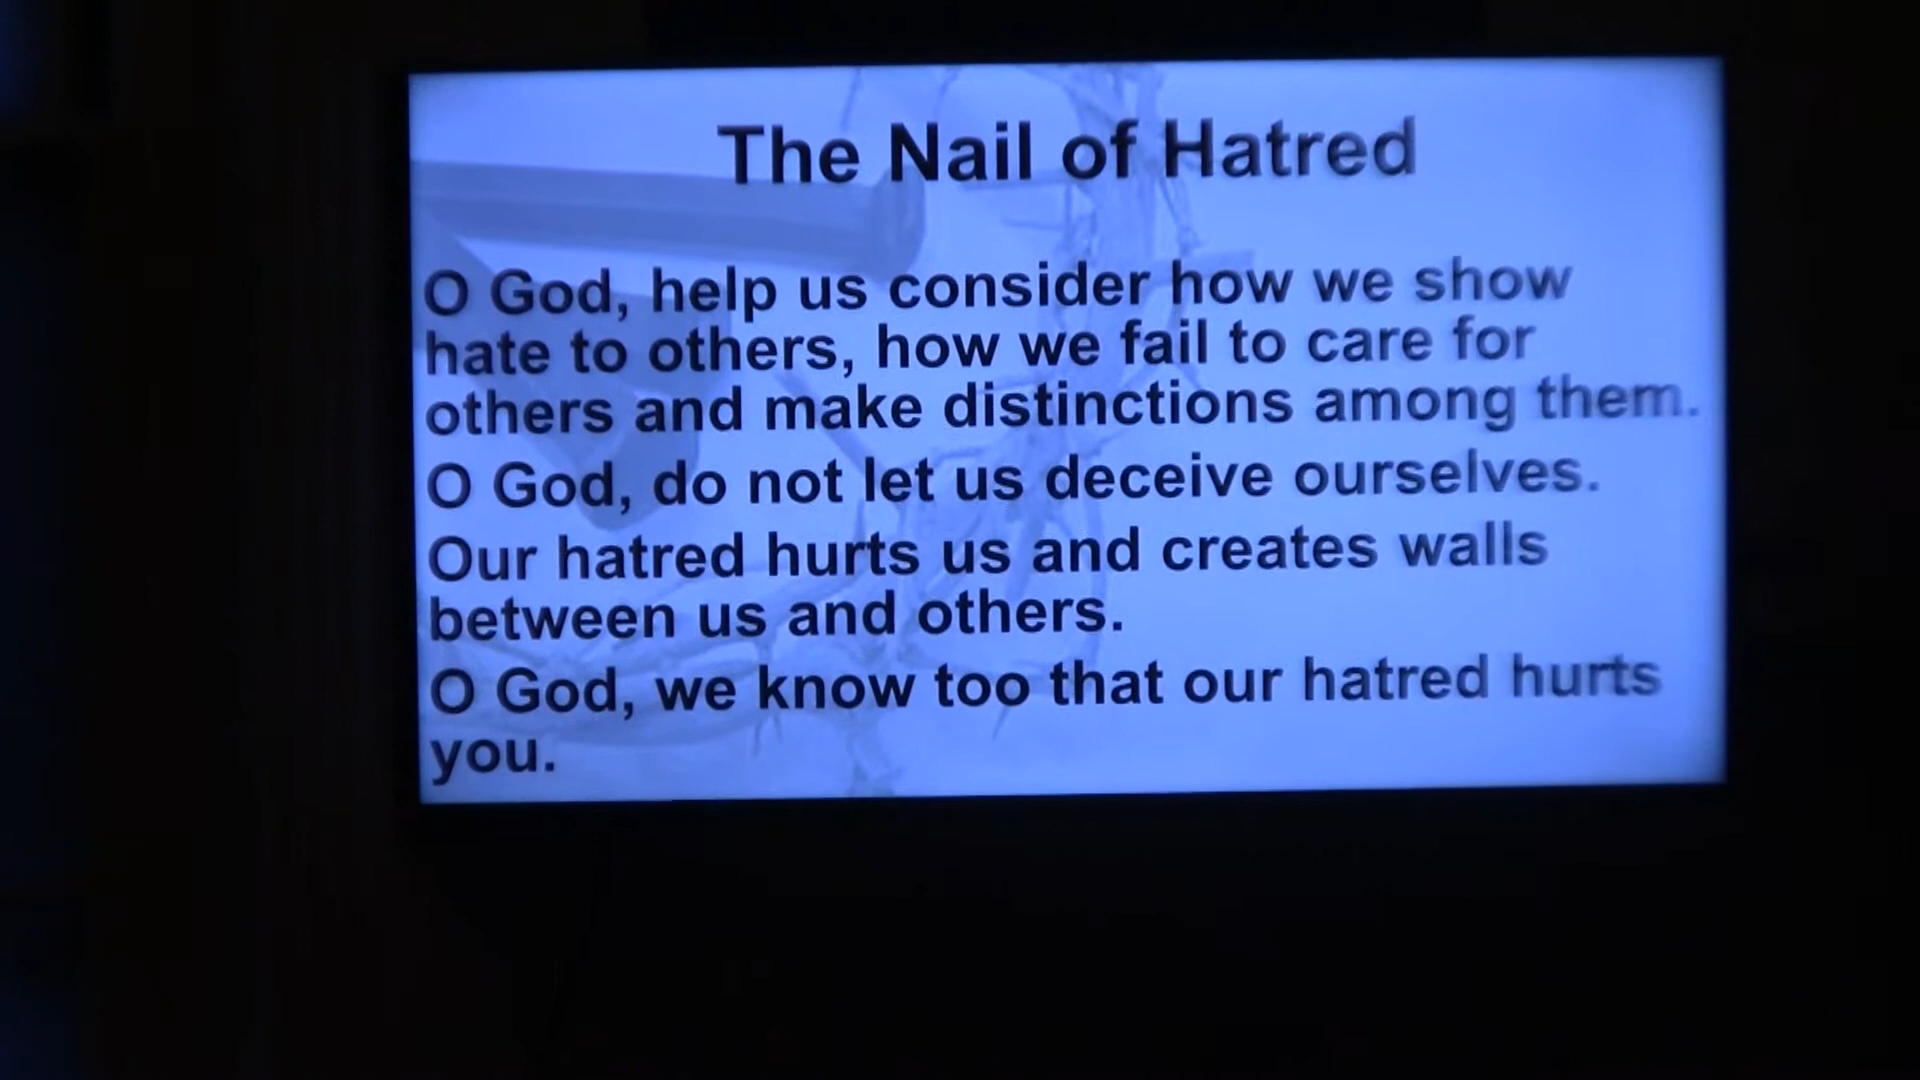 The Nail of Hatred
O God, help us consider how we show
hate to others, how we fail to care for
others and make distinctions among them.
O God, do not let us deceive ourselves.
Our hatred hurts us and creates walls
between us and others.
O God, we know too that our hatred hurts
you.